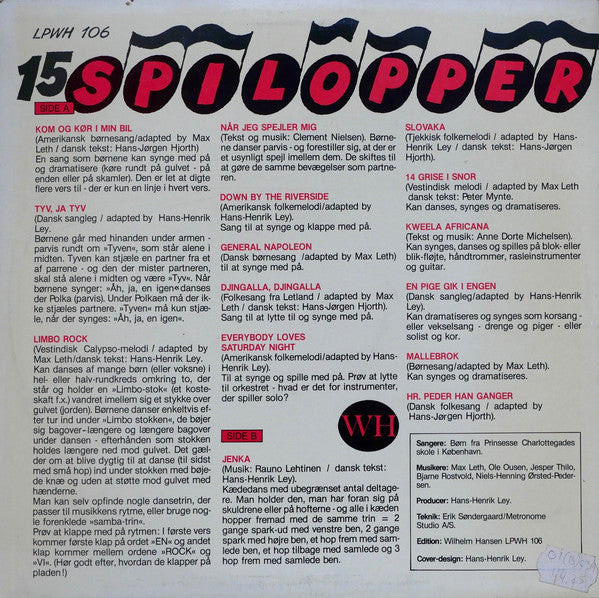 LPWH 106
15 SPILOPPER
SIDE A
KOM OG KØR I MIN BIL
(Amerikansk børnesang/adapted by Max
Leth / dansk tekst: Hans-Jørgen Hjorth)
En sang som børnene kan synge med på
og dramatisere (køre rundt på gulvet - på
enden eller på skamler). Den er let at digte
flere vers til - der er kun en linje i hvert vers.
TYV, JA TYV
(Dansk sangleg / adapted by Hans-Henrik
Ley.
Børnene går med hinanden under armen -
parvis rundt om »Tyven«, som står alene i
midten. Tyven kan stjæle en partner fra et
af parrene - og den der mister partneren,
skal stå alene i midten og være »Tyv«. Når
børnene synger: »Åh, ja, en igen« danses
der Polka (parvis). Under Polkaen må der ik-
ke stjæles partnere. »Tyven« må kun stjæ-
le, når der synges: »Åh, ja, en igen«.
LIMBO ROCK
(Vestindisk Calypso-melodi / adapted by
Max Leth/dansk tekst: Hans-Henrik Ley.
Kan danses af mange børn (eller voksne) i
hel- eller halv-rundkreds omkring to, der
står og holder en »Limbo-stok« (et koste-
skaft f.x.) vandret imellem sig et stykke over
gulvet (jorden). Børnene danser enkeltvis ef-
ter tur ind under »Limbo stokken«, de bøjer
sig bagover-længere og længere bagover
under dansen - efterhånden som stokken
holdes længere ned mod gulvet. Det gæl-
der om at blive dygtig til at danse (til sidst
med små hop) ind under stokken med bøje-
de knæ og uden at støtte mod gulvet med
hænderne.
Man kan selv opfinde nogle dansetrin, der
passer til musikkens rytme, eller bruge nog-
le forenklede »samba-trin«.
Prøv at klappe med på rytmen: I første vers
kommer første klap på ordet »EN« og andet
klap kommer mellem ordene »ROCK« og
»VI«. (Hør godt efter, hvordan de klapper på
pladen !)
NÅR JEG SPEJLER MIG
(Tekst og musik: Clement Nielsen). Børne-
ne danser parvis - og forestiller sig, at der er
et usynligt spejl imellem dem. De skiftes til
at gøre de samme bevægelser som partne-
ren.
DOWN BY THE RIVERSIDE
(Amerikansk folkemelodi/adapted by
Hans-Henrik Ley).
Sang til at synge og klappe med på.
GENERAL NAPOLEON
(Dansk børnesang /adapted by Max Leth)
til at synge med på.
DJINGALLA, DJINGALLA
(Folkesang fra Letland / adapted by Max
Leth / dansk tekst: Hans-Jørgen Hjorth).
Sang til at lytte til og synge med på.
EVERYBODY LOVES
SATURDAY NIGHT
(Amerikansk folkemelodi/adapted by Hans-
Henrik Ley).
Til at synge og spille med på. Prøv at lytte
til orkestret - hvad er det for instrumenter,
der spiller solo?
WH
SIDE B
JENKA
(Musik: Rauno Lehtinen / dansk tekst:
Hans-Henrik Ley).
Kædedans med ubegrænset antal deltage-
re. Man holder den, man har foran sig på
skuldrene eller på hofterne - og alle i kæden
hopper fremad med de samme trin = 2
gange spark-ud med venstre ben, 2 gange
spark med højre ben, et hop frem med sam-
lede ben, et hop tilbage med samlede og 3
hop frem med samlede ben.
SLOVAKA
(Tjekkisk folkemelodi / adapted by Hans-
Henrik Ley / dansk tekst: Hans-Jørgen
Hjorth).
14 GRISE I SNOR
(Vestindisk melodi / adapted by Max Leth
dansk tekst: Peter Mynte.
Kan danses, synges og dramatiseres.
KWEELA AFRICANA
(Tekst og musik: Anne Dorte Michelsen).
Kan synges, danses og spilles på blok- eller
blik-fløjte, håndtrommer, rasleinstrumenter
og guitar.
EN PIGE GIK I ENGEN
(Dansk sangleg/adapted by Hans-Henrik
Ley).
Kan dramatiseres og synges som korsang -
eller vekselsang - drenge og piger - eller
solist og kor.
MALLEBROK
(Børnesang/adapted by Max Leth).
Kan synges og dramatiseres.
HR. PEDER HAN GANGER
(Dansk folkesang / adapted by
Hans-Jørgen Hjorth).
Sangere: Børn fra Prinsesse Charlottegades
skole i København.
Musikere: Max Leth, Ole Ousen, Jesper Thilo,
Bjarne Rostvold, Niels-Henning Ørsted-Peder-
sen.
Producer: Hans-Henrik Ley.
Teknik: Erik Søndergaard/Metronome
Studio A/S.
Edition: Wilhelm Hansen LPWH 106
Cover-design: Hans-Henrik Ley.